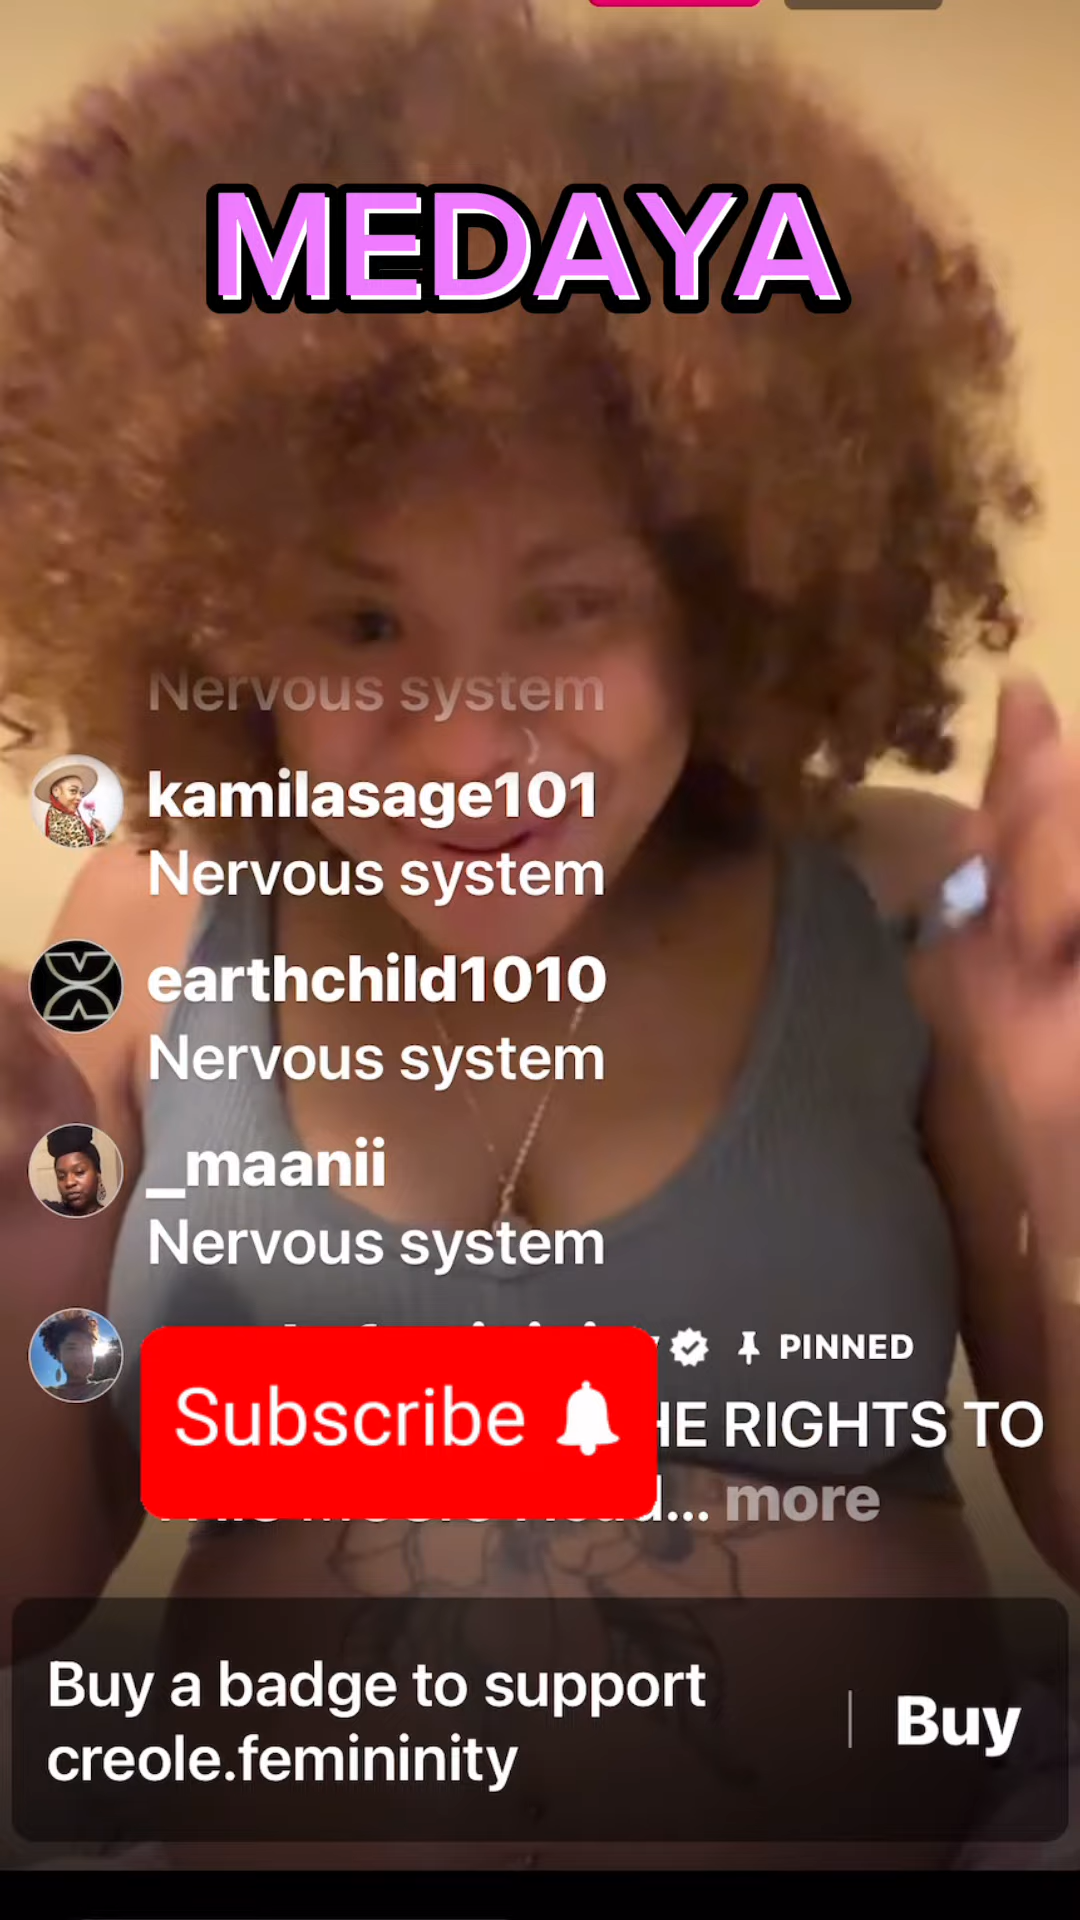 MEDAYA
Nervous system
kamilasage101
Nervous system
earthchild1010
Nervous system
_maanii
Nervous system
PINNED
Subscribe
RIGHTS TO
... more
Buy a badge to support
creole.femininity
Buy